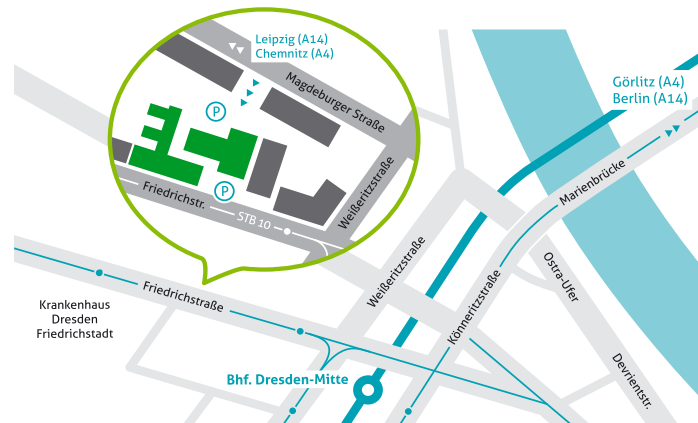 Leipzig (A14)
Chemnitz (A4)
Magdeburger Straße
P
P
Friedrichstr.
STB 10
Weißeritzstraße
Görlitz (A4)
Berlin (A14)
Marienbrücke
Ostra-Ufer
Weißeritzstraße
Friedrichstraße
Könneritzstraße
Krankenhaus
Dresden
Friedrichstadt
Bhf. Dresden-Mitte
Devrientstr.